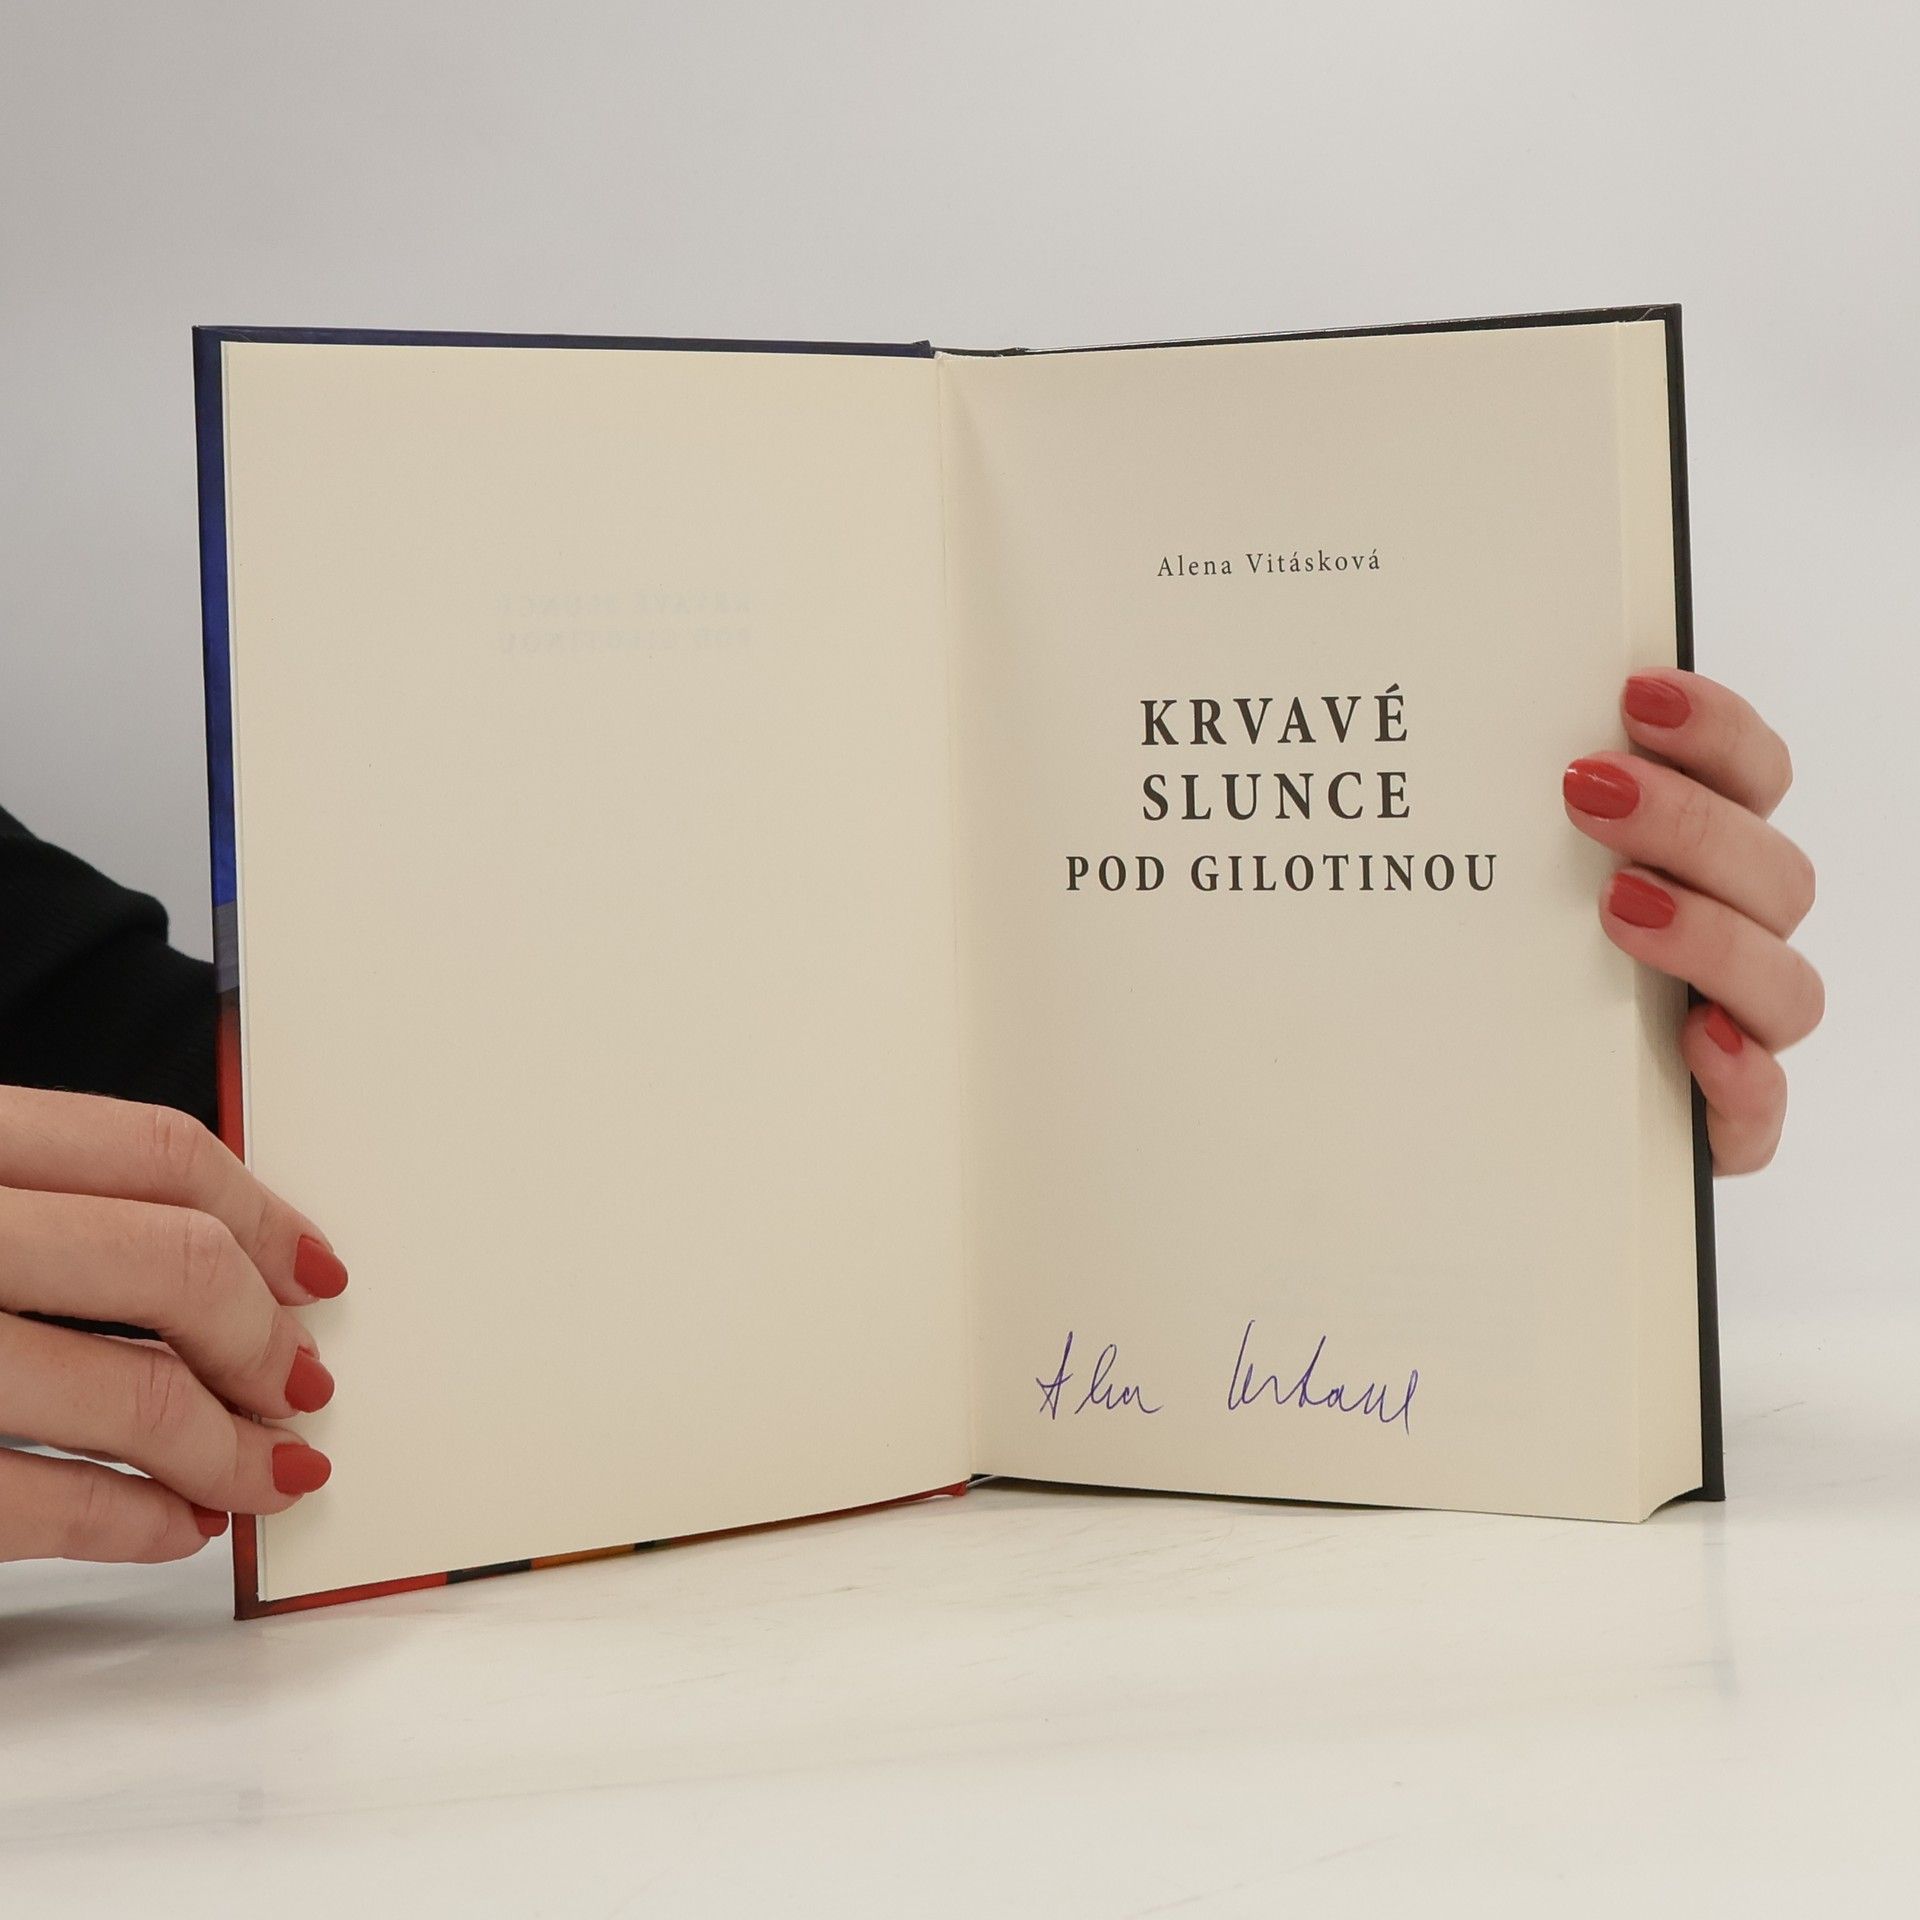 Alena Vitásková
KRVAVÉ
SLUNCE
POD GILOTINOU